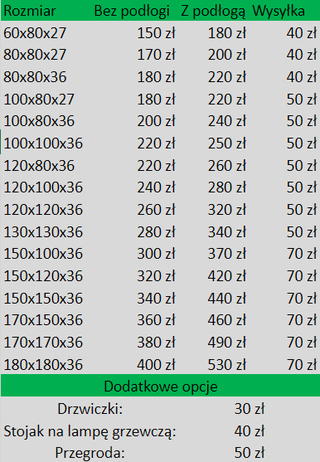 Rozmiar Bez podłogi Z podłogą Wysyłka
60x80x27 150 zł 180 zł 40 zł
80x80x27 170 zł 200 zł 40 zł
80x80x36 180 zł 220 zł 40 zł
100x80x27 180 zł 220 zł 50 zł
100x80x36 200 zł 240 zł 50 zł
100x100x36 220 zł 250 zł 50 zł
120x80x36 220 zł 260 zł 50 zł
120x100x36 240 zł 280 zł 50 zł
120x120x36 260 zł 320 zł 50 zł
130x130x36 280 zł 340 zł 50 zł
150x100x36 300 zł 370 zł 70 zł
150x120x36 320 zł 420 zł 70 zł
150x150x36 340 zł 440 zł 70 zł
170x150x36 360 zł 460 zł 70 zł
170x170x36 380 zł 490 zł 70 zł
180x180x36 400 zł 530 zł 70 zł
Dodatkowe opcje
Drzwiczki: 30 zł
Stojak na lampę grzewczą: 40 zł
Przegroda: 50 zł